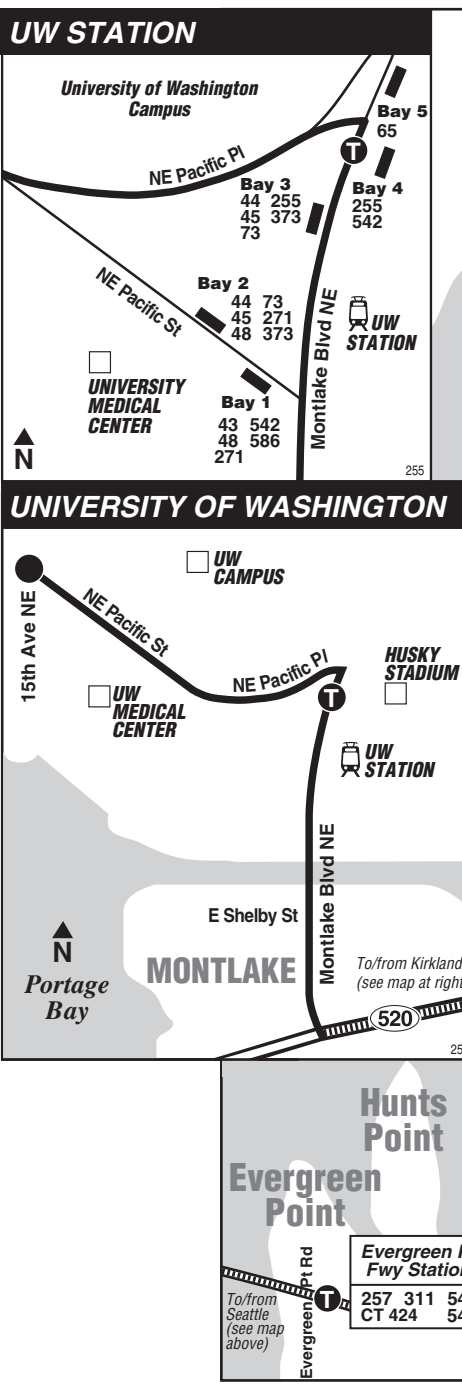 UW STATION
University of Washington
Campus
Bay 5
65
T
NE Pacific Pl
Bay 3
44 255
45 373
73
Bay 4
255
542
NE Pacific St
Bay 2
44 73
45 271
48 373
Montlake Blvd NE
UW
STATION
UNIVERSITY
MEDICAL
CENTER
Bay 1
43 542
48 586
271
N
255
UNIVERSITY OF WASHINGTON
UW
CAMPUS
15th Ave NE
NE Pacific St
NE Pacific Pl
HUSKY
STADIUM
UW
MEDICAL
CENTER
T
UW
STATION
Montlake Blvd NE
E Shelby St
N
MONTLAKE
Portage
Bay
To/from Kirkland
(see map at right
520
Hunts
Point
Evergreen
Point
Evergreen Pt Rd
Evergreen
Fwy Station
T
257 311
CT 424
To/from
Seattle
(see map
above)